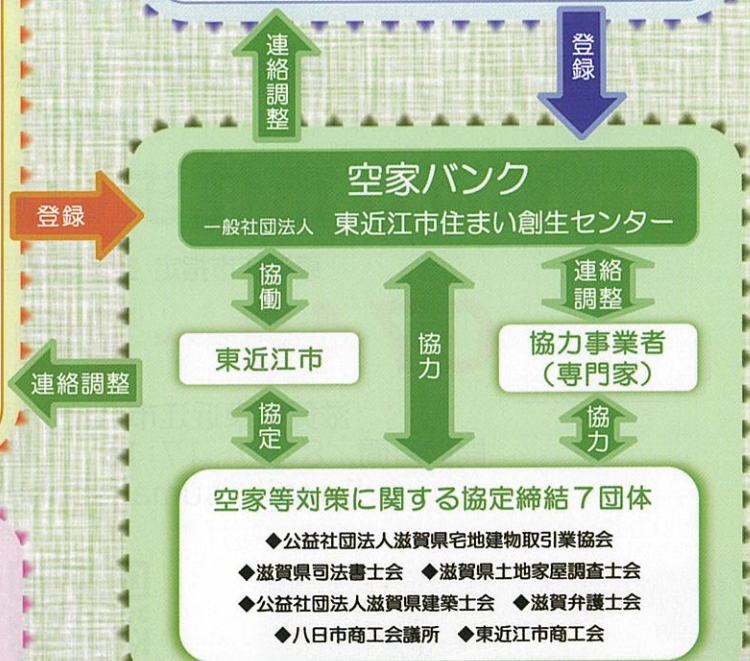 連絡調整
登録
空家バンク
一般社団法人 東近江市住まい創生センター
登録
協働
協力
連絡
調整
東近江市
協力事業者
(専門家)
連絡調整
協定
協力
空家等対策に関する協定締結7団体
◆公益社団法人滋賀県宅地建物取引業協会
◆滋賀県司法書士会 ◆滋賀県土地家屋調査士会
◆公益社団法人滋賀県建築士会 ◆滋賀弁護士会
◆八日市商工会議所 ◆東近江市商工会